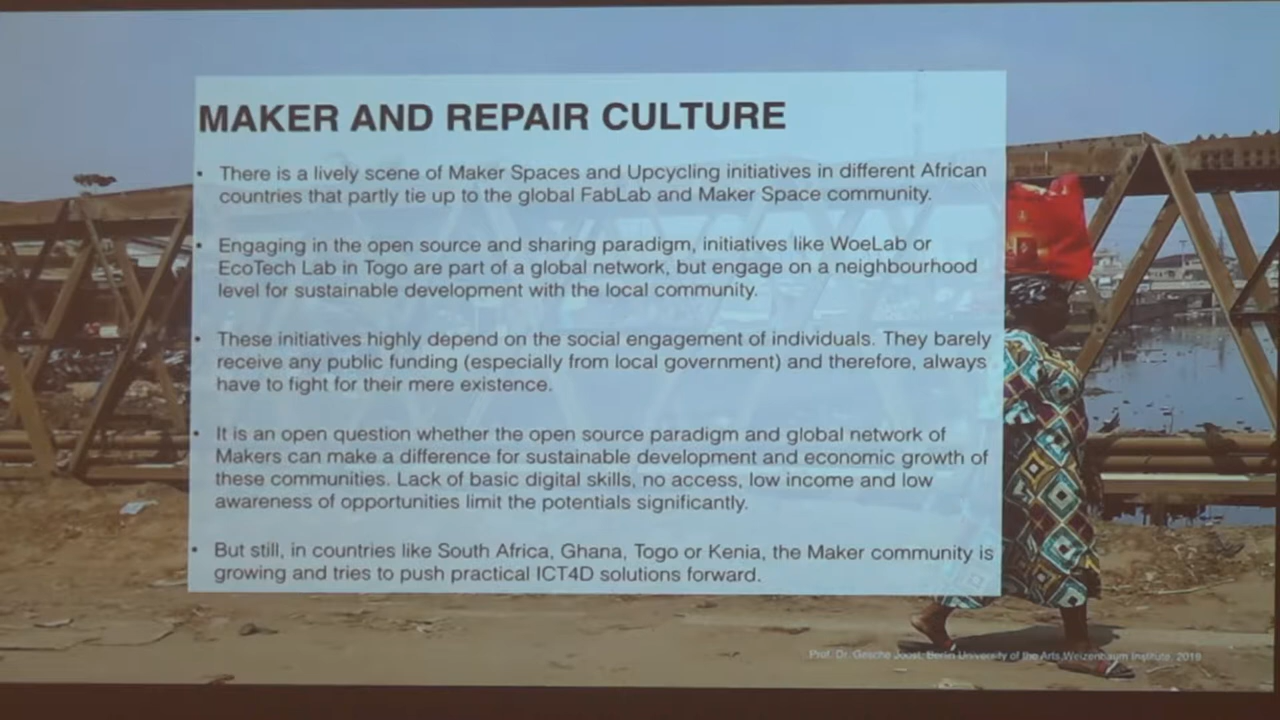 MAKER AND REPAIR CULTURE
• There is a lively scene of Maker Spaces and Upcycling initiatives in different African
countries that partly tie up to the global FabLab and Maker Space community.
• Engaging in the open source and sharing paradigm, initiatives like WoeLab or
EcoTech Lab in Togo are part of a global network, but engage on a neighbourhood
level for sustainable development with the local community.
• These initiatives highly depend on the social engagement of individuals. They barely
receive any public funding (especially from local government) and therefore, always
have to fight for their mere existence.
• It is an open question whether the open source paradigm and global network of
Makers can make a difference for sustainable development and economic growth of
these communities. Lack of basic digital skills, no access, low income and low
awareness of opportunities limit the potentials significantly.
• But still, in countries like South Africa, Ghana, Togo or Kenia, the Maker community is
growing and tries to push practical ICT4D solutions forward.
Prof. Dr. Gesche Joost, Berlin University of the Arts, Weizenbaum Institute, 2019